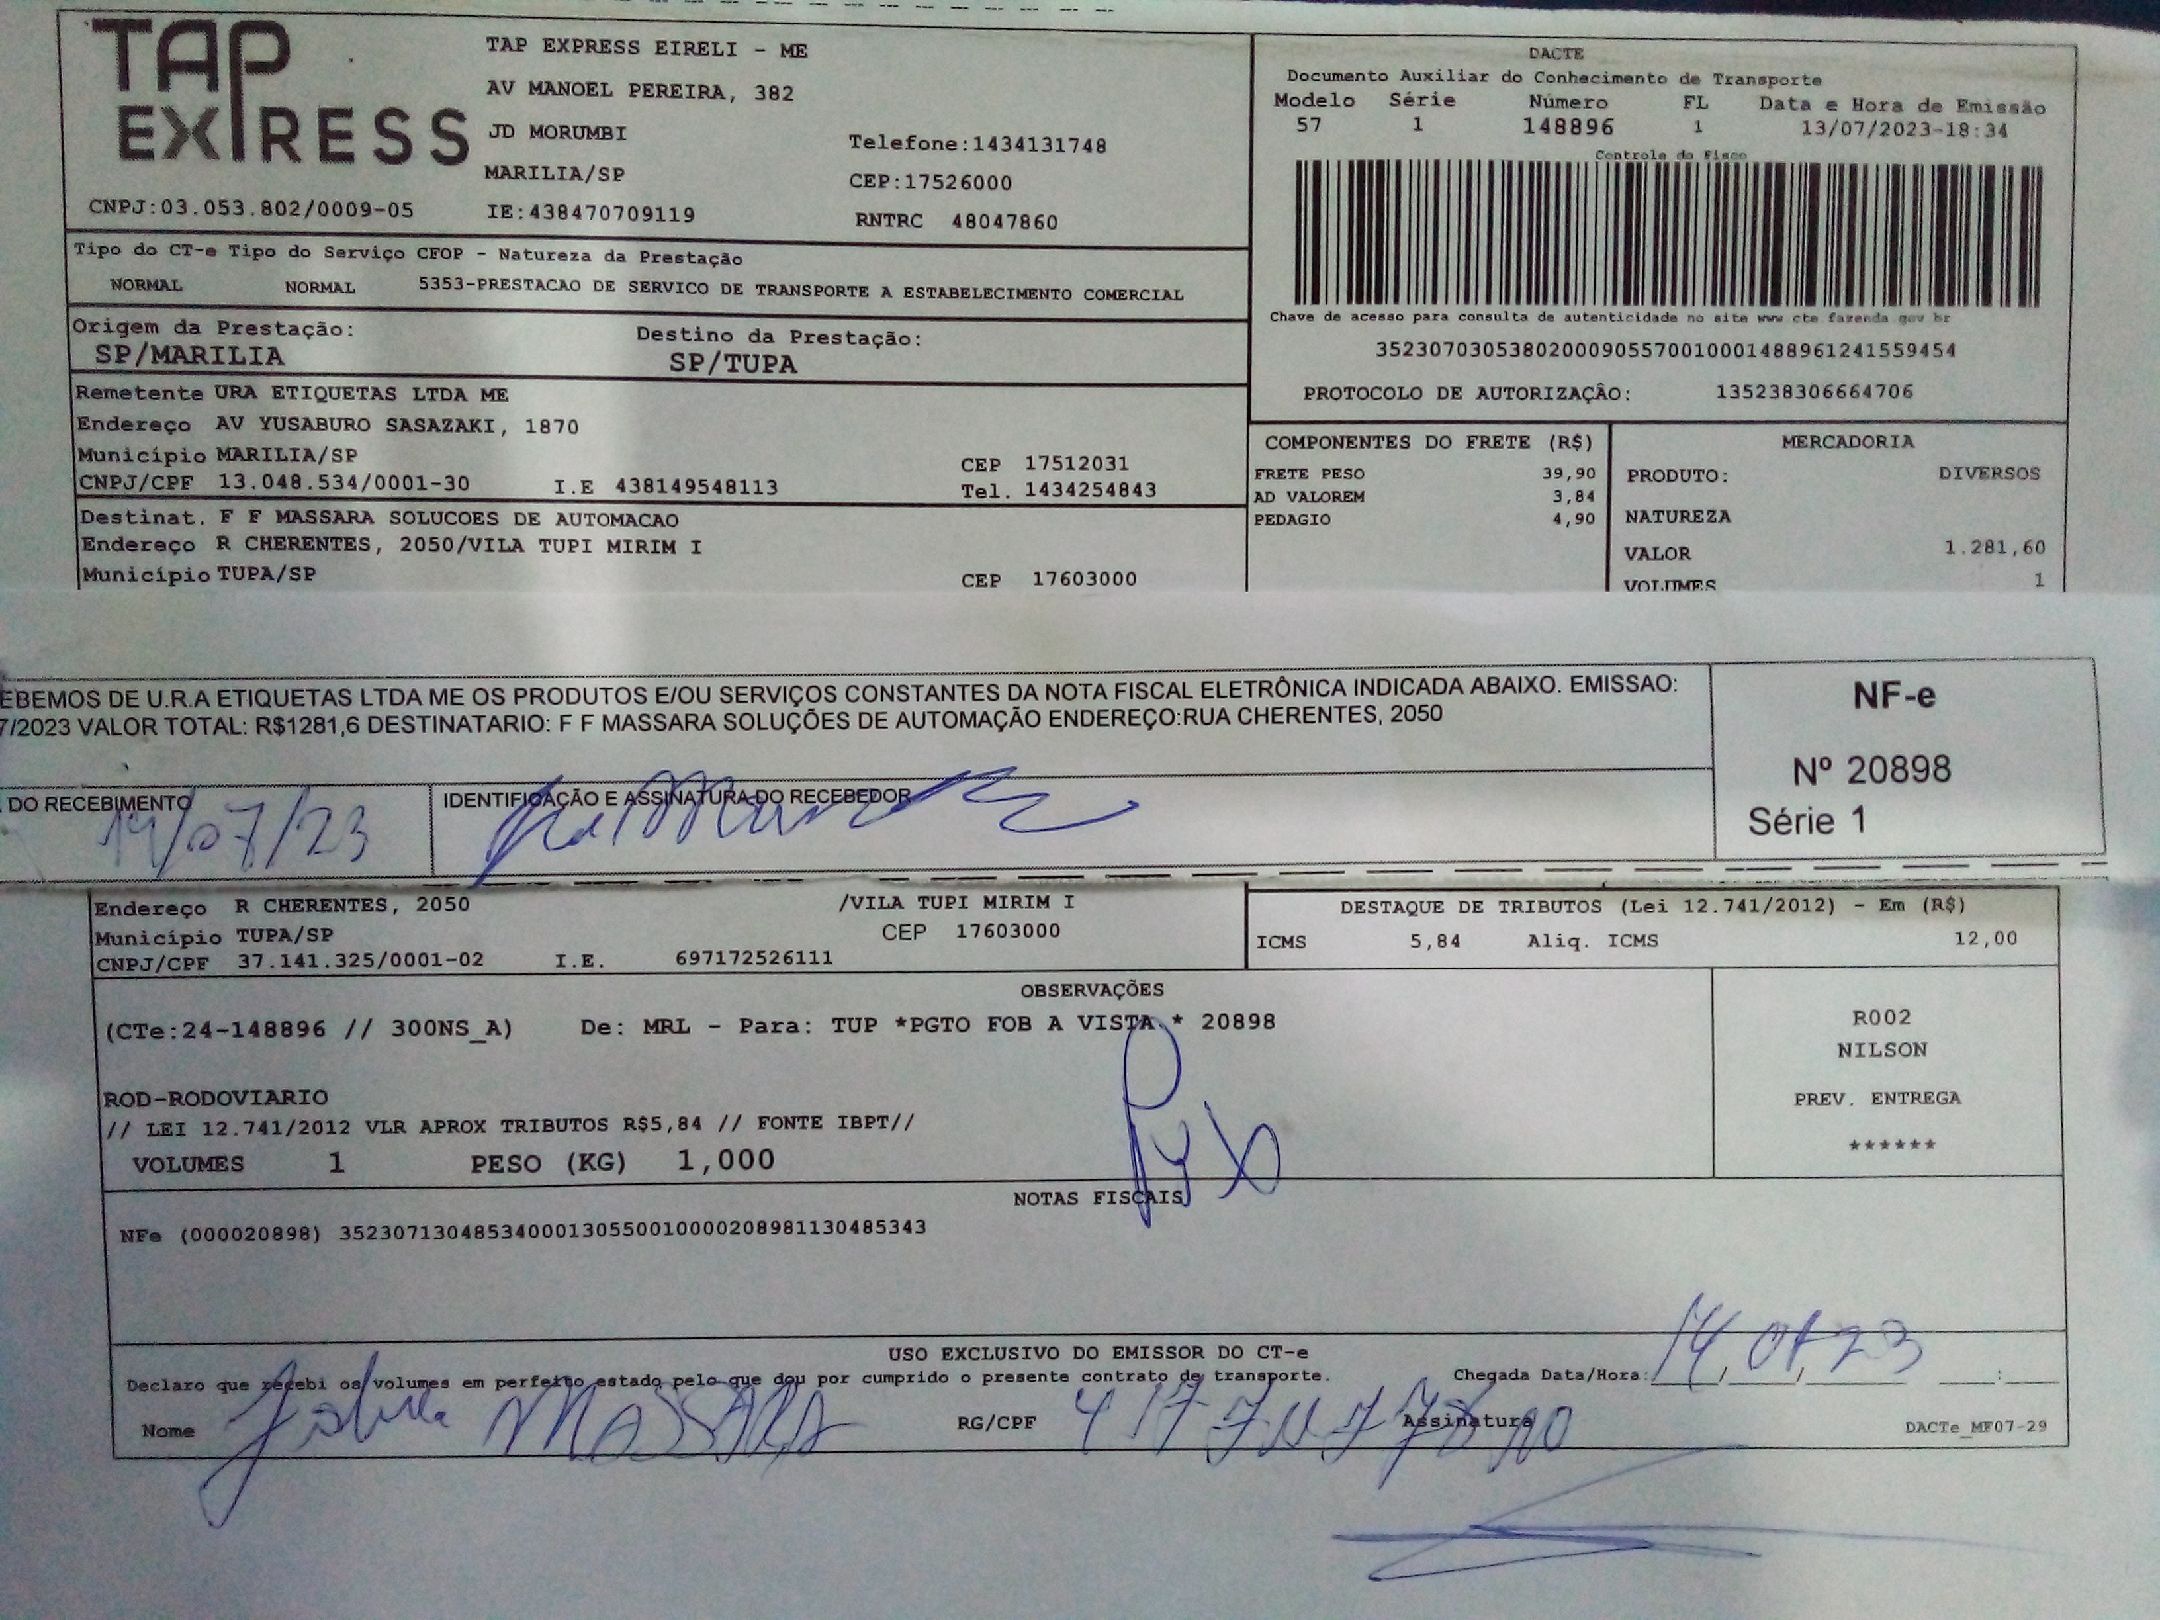 TAP EXPRESS
TAP EXPRESS EIRELI - ME
AV MANOEL PEREIRA, 382
JD MORUMBI
Telefone:1434131748
MARILIA/SP
CEP:17526000
CNPJ:03.053.802/0009-05
IE:438470709119
RNTRC 48047860
DACTE
Documento Auxiliar do Conhecimento de Transporte
Modelo Série Número FL Data e Hora de Emissão
57 1 148896 1 13/07/2023-18:34
Controle do Fisco
Chave de acesso para consulta de autenticidade no site www cte fazenda gov br
35230703053802000905570010001488961241559454
PROTOCOLO DE AUTORIZAÇÃO: 135238306664706
Tipo do CT-e Tipo do Serviço CFOP - Natureza da Prestação
NORMAL NORMAL 5353-PRESTACAO DE SERVICO DE TRANSPORTE A ESTABELECIMENTO COMERCIAL
Origem da Prestação: Destino da Prestação:
SP/MARILIA SP/TUPA
Remetente URA ETIQUETAS LTDA ME
Endereço AV YUSABURO SASAZAKI, 1870
Município MARILIA/SP CEP 17512031
CNPJ/CPF 13.048.534/0001-30 I.E 438149548113 Tel. 1434254843
Destinat. F F MASSARA SOLUCOES DE AUTOMACAO
Endereço R CHERENTES, 2050/VILA TUPI MIRIM I
Município TUPA/SP CEP 17603000
COMPONENTES DO FRETE (R$)
FRETE PESO 39,90
AD VALOREM 3,84
PEDAGIO 4,90
MERCADORIA
PRODUTO: DIVERSOS
NATUREZA
VALOR 1.281,60
VOLUMES 1
EBEMOS DE U.R.A ETIQUETAS LTDA ME OS PRODUTOS E/OU SERVIÇOS CONSTANTES DA NOTA FISCAL ELETRÔNICA INDICADA ABAIXO. EMISSAO:
7/2023 VALOR TOTAL: R$1281,6 DESTINATARIO: F F MASSARA SOLUÇÕES DE AUTOMAÇÃO ENDEREÇO:RUA CHERENTES, 2050
NF-e
Nº 20898
Série 1
DO RECEBIMENTO IDENTIFICAÇÃO E ASSINATURA DO RECEBEDOR
14/07/23
Endereço R CHERENTES, 2050 /VILA TUPI MIRIM I
Município TUPA/SP CEP 17603000
CNPJ/CPF 37.141.325/0001-02 I.E. 697172526111
DESTAQUE DE TRIBUTOS (Lei 12.741/2012) - Em (R$)
ICMS 5,84 Aliq. ICMS 12,00
OBSERVAÇÕES
(CTe:24-148896 // 300NS_A) De: MRL - Para: TUP *PGTO FOB A VISTA.* 20898
ROD-RODOVIARIO
// LEI 12.741/2012 VLR APROX TRIBUTOS R$5,84 // FONTE IBPT//
VOLUMES 1 PESO (KG) 1,000
R002
NILSON
PREV. ENTREGA
******
NOTAS FISCAIS
NFe (000020898) 35230713048534000130550010000208981130485343
USO EXCLUSIVO DO EMISSOR DO CT-e
Declaro que recebi os volumes em perfeito estado pelo que dou por cumprido o presente contrato de transporte.
Chegada Data/Hora: / / :
Nome MASSARA RG/CPF Assinatura
DACTe_MF07-29